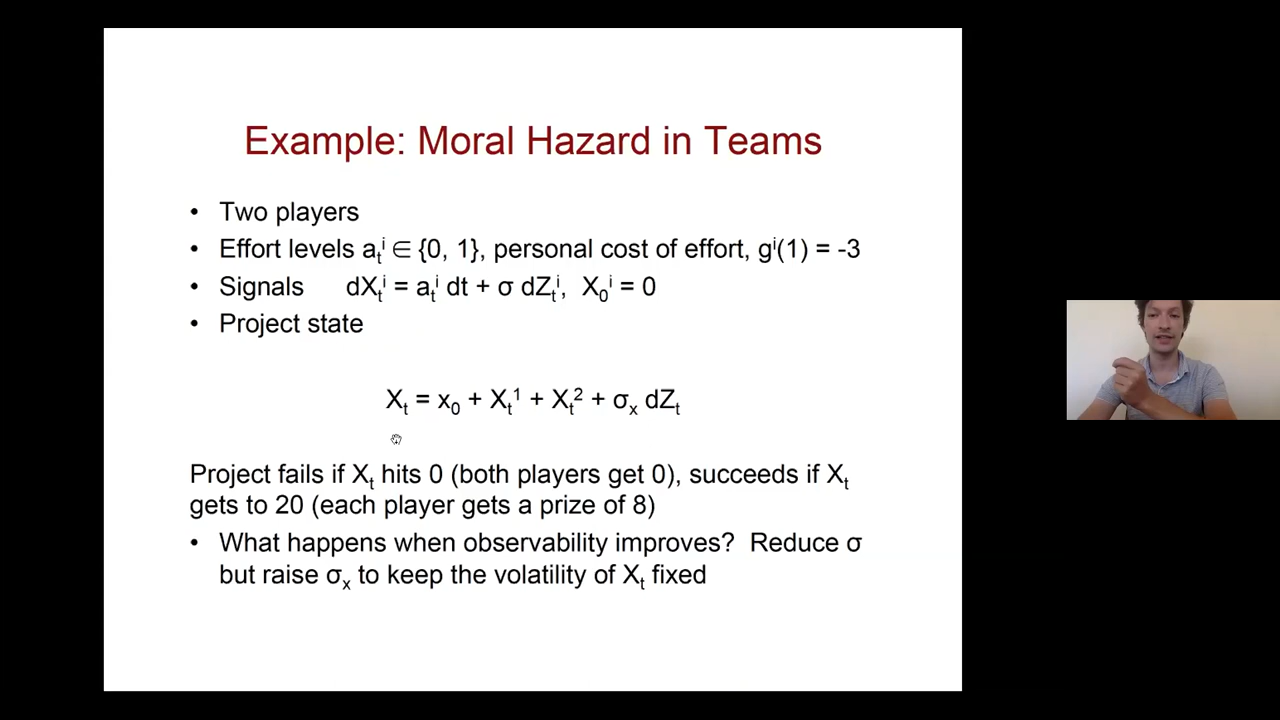 Example: Moral Hazard in Teams
• Two players
• Effort levels aₜⁱ ∈ {0, 1}, personal cost of effort, gⁱ(1) = -3
• Signals dXₜⁱ = aₜⁱ dt + σ dZₜⁱ, X₀ⁱ = 0
• Project state
Xₜ = x₀ + Xₜ¹ + Xₜ² + σₓ dZₜ
Project fails if Xₜ hits 0 (both players get 0), succeeds if Xₜ
gets to 20 (each player gets a prize of 8)
• What happens when observability improves? Reduce σ
but raise σₓ to keep the volatility of Xₜ fixed